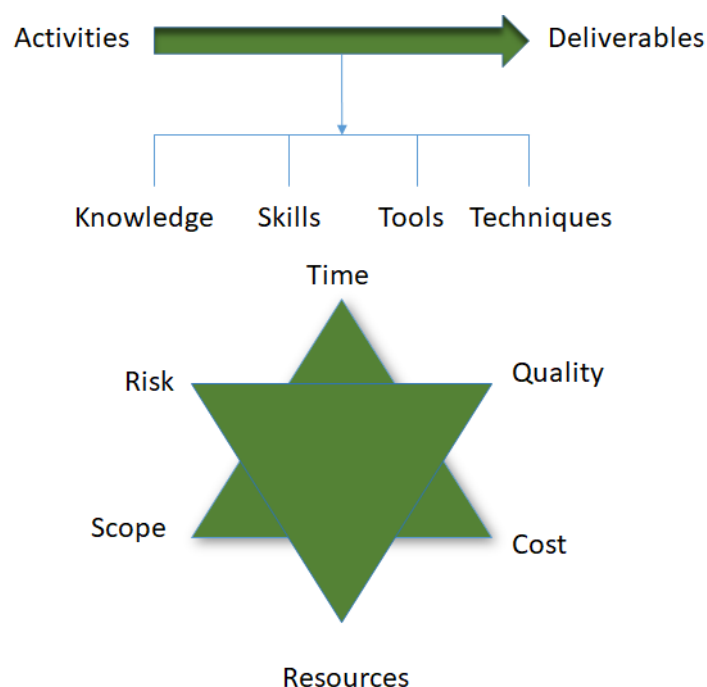 Activities Deliverables
Knowledge Skills Tools Techniques
Time
Risk Quality
Scope Cost
Resources